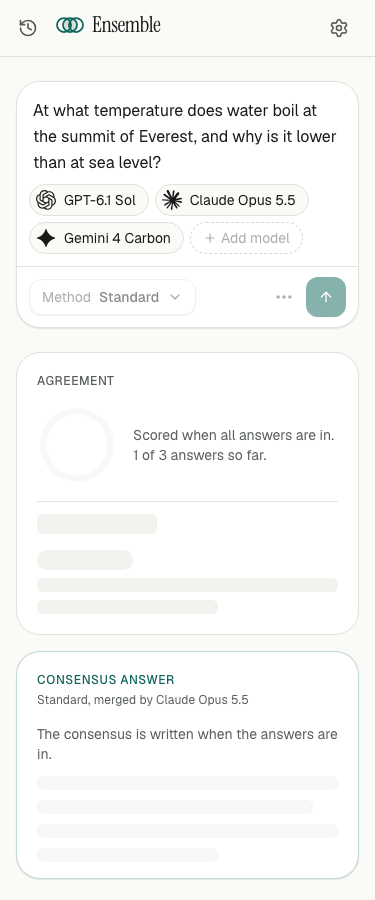 Ensemble
At what temperature does water boil at
the summit of Everest, and why is it lower
than at sea level?
GPT-6.1 Sol
Claude Opus 5.5
Gemini 4 Carbon
+ Add model
Method Standard
AGREEMENT
Scored when all answers are in.
1 of 3 answers so far.
CONSENSUS ANSWER
Standard, merged by Claude Opus 5.5
The consensus is written when the answers are
in.